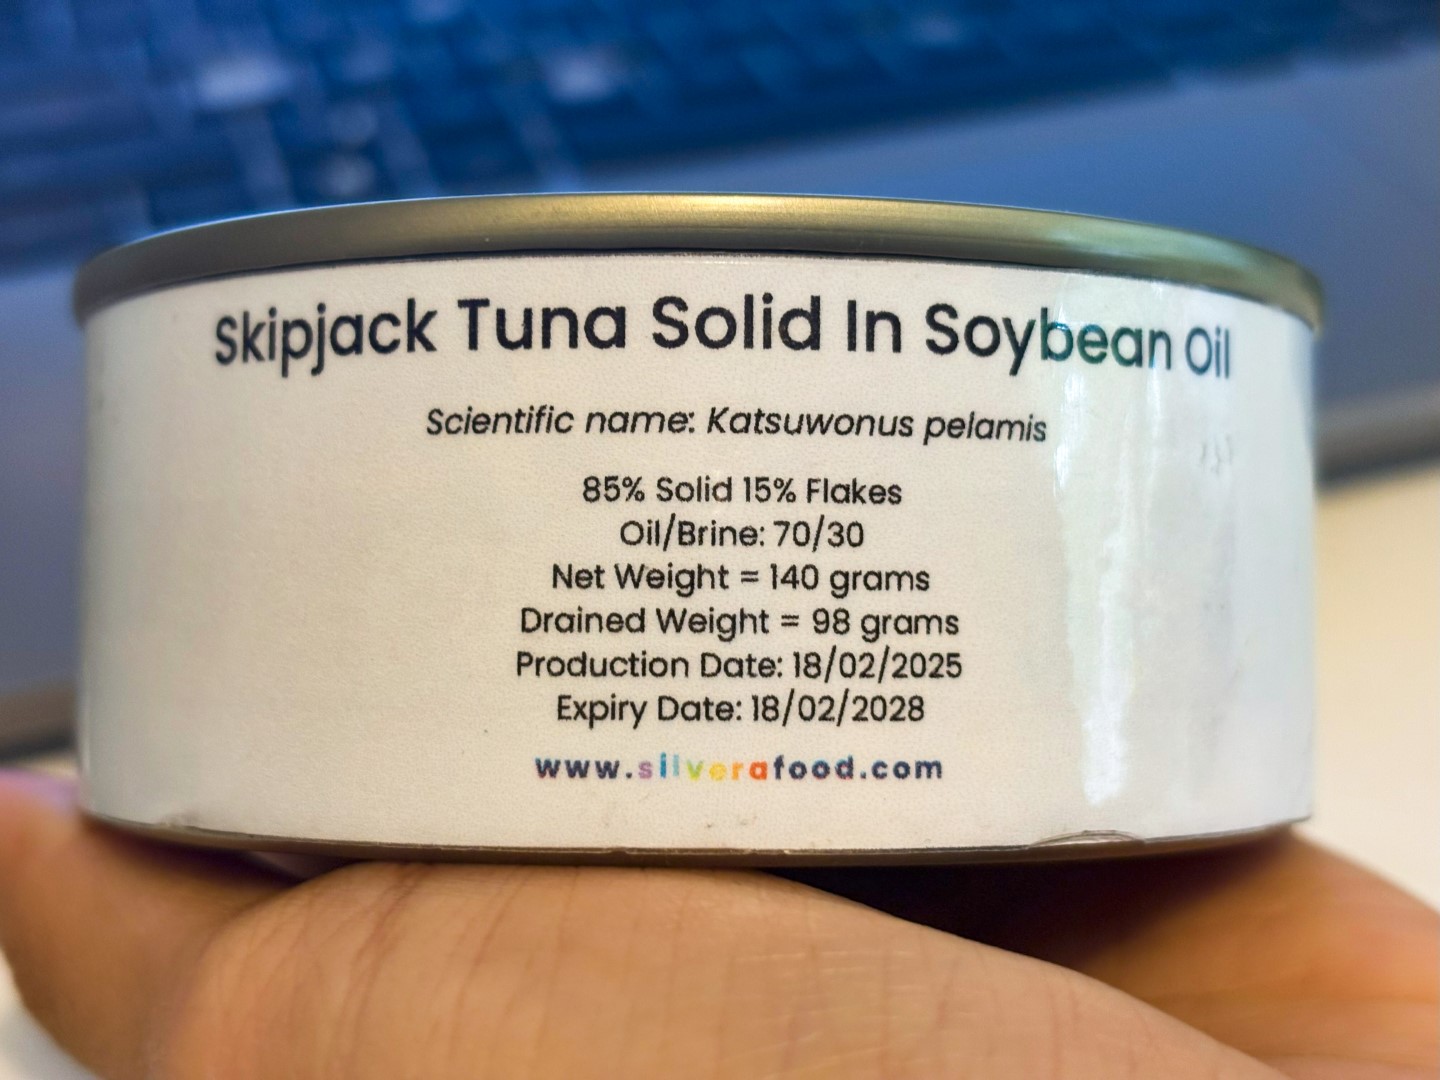 Skipjack Tuna Solid In Soybean Oil
Scientific name: Katsuwonus pelamis
85% Solid 15% Flakes
Oil/Brine: 70/30
Net Weight = 140 grams
Drained Weight = 98 grams
Production Date: 18/02/2025
Expiry Date: 18/02/2028
www.silverafood.com